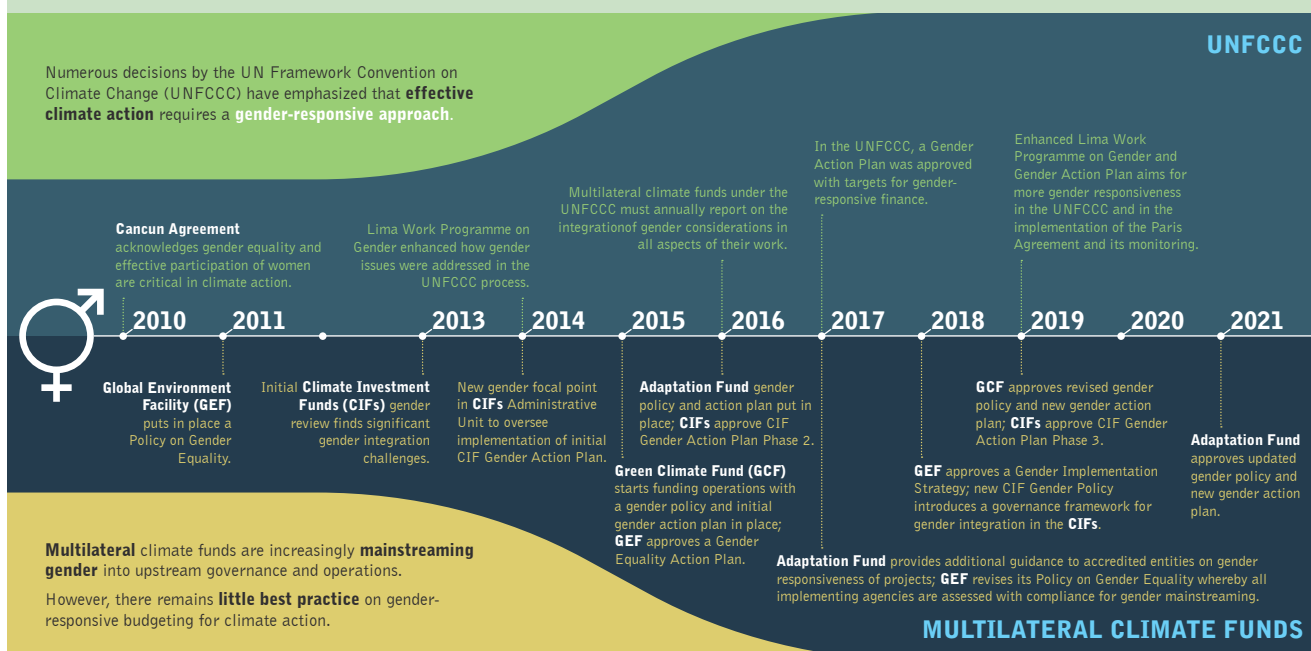 UNFCCC
Numerous decisions by the UN Framework Convention on
Climate Change (UNFCCC) have emphasized that effective
climate action requires a gender-responsive approach.
Cancun Agreement
acknowledges gender equality and
effective participation of women
are critical in climate action.
Lima Work Programme on
Gender enhanced how gender
issues were addressed in the
UNFCCC process.
Multilateral climate funds under the
UNFCCC must annually report on the
integrationof gender considerations in
all aspects of their work.
In the UNFCCC, a Gender
Action Plan was approved
with targets for gender-
responsive finance.
Enhanced Lima Work
Programme on Gender and
Gender Action Plan aims for
more gender responsiveness
in the UNFCCC and in the
implementation of the Paris
Agreement and its monitoring.
2010 2011 2013 2014 2015 2016 2017 2018 2019 2020 2021
Global Environment
Facility (GEF)
puts in place a
Policy on Gender
Equality.
Initial Climate Investment
Funds (CIFs) gender
review finds significant
gender integration
challenges.
New gender focal point
in CIFs Administrative
Unit to oversee
implementation of initial
CIF Gender Action Plan.
Green Climate Fund (GCF)
starts funding operations with
a gender policy and initial
gender action plan in place;
GEF approves a Gender
Equality Action Plan.
Adaptation Fund gender
policy and action plan put in
place; CIFs approve CIF
Gender Action Plan Phase 2.
Adaptation Fund provides additional guidance to accredited entities on gender
responsiveness of projects; GEF revises its Policy on Gender Equality whereby all
implementing agencies are assessed with compliance for gender mainstreaming.
GEF approves a Gender Implementation
Strategy; new CIF Gender Policy
introduces a governance framework for
gender integration in the CIFs.
GCF approves revised gender
policy and new gender action
plan; CIFs approve CIF Gender
Action Plan Phase 3.
Adaptation Fund
approves updated
gender policy and
new gender action
plan.
Multilateral climate funds are increasingly mainstreaming
gender into upstream governance and operations.
However, there remains little best practice on gender-
responsive budgeting for climate action.
MULTILATERAL CLIMATE FUNDS